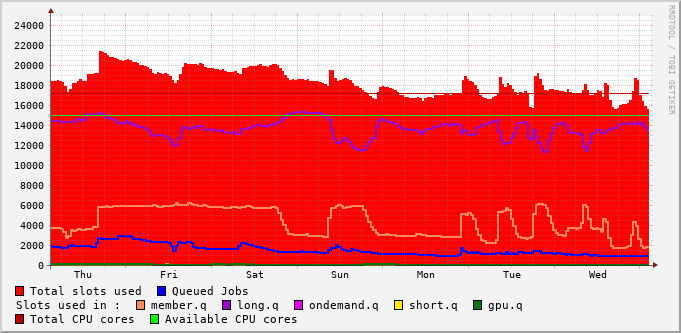 24000
22000
20000
18000
16000
14000
12000
10000
8000
6000
4000
2000
0
Thu Fri Sat Sun Mon Tue Wed
RRDTOOL / TOBI OETIKER
Total slots used Queued Jobs
Slots used in : member.q long.q ondemand.q short.q gpu.q
Total CPU cores Available CPU cores